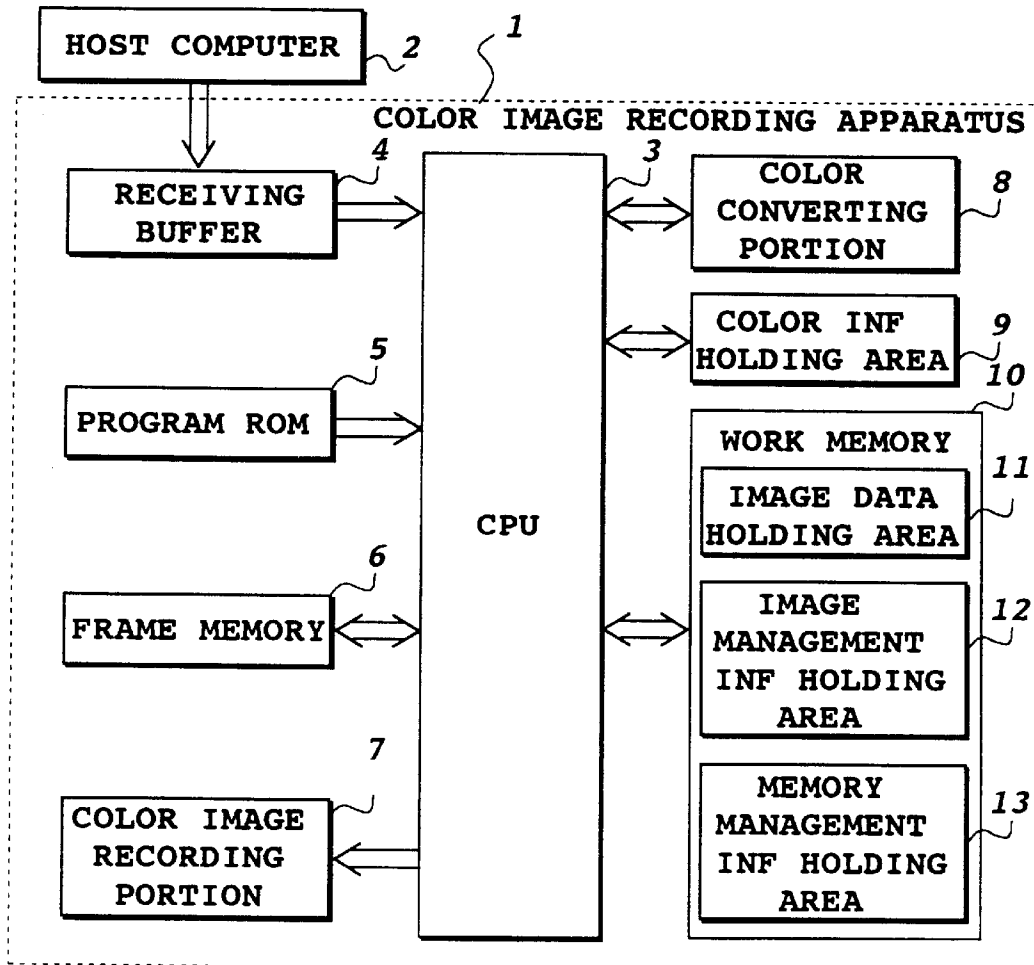 HOST COMPUTER
2
1
COLOR IMAGE RECORDING APPARATUS
4
RECEIVING
BUFFER
3
COLOR
CONVERTING
PORTION
8
5
PROGRAM ROM
COLOR INF
HOLDING AREA
9
10
WORK MEMORY
11
IMAGE DATA
HOLDING AREA
CPU
6
FRAME MEMORY
IMAGE
MANAGEMENT
INF HOLDING
AREA
12
7
COLOR IMAGE
RECORDING
PORTION
MEMORY
MANAGEMENT
INF HOLDING
AREA
13